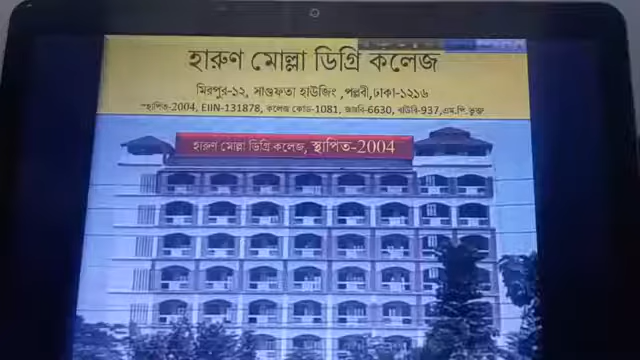 হারুণ মোল্লা ডিগ্রি কলেজ
মিরপুর-১২, সাগুফতা হাউজিং ,পল্লবী,ঢাকা-১২১৬
স্থাপিত-2004, EIIN-131878, কলেজ কোড-1081, জাঃবিঃ-6630, বাউবি-937,এম.পি.ভুক্ত
হারুণ মোল্লা ডিগ্রি কলেজ, স্থাপিত-2004